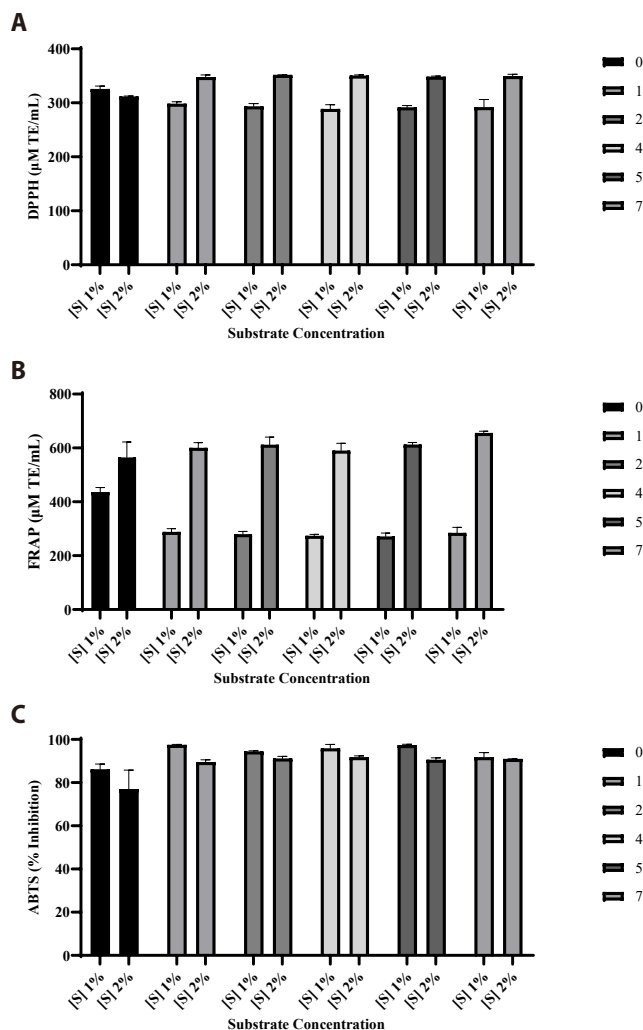 A
400
300
200
100
0
DPPH (μM TE/mL)
[S] 1%
[S] 2%
[S] 1%
[S] 2%
[S] 1%
[S] 2%
[S] 1%
[S] 2%
[S] 1%
[S] 2%
[S] 1%
[S] 2%
Substrate Concentration
0
1
2
4
5
7
B
800
600
400
200
0
FRAP (μM TE/mL)
[S] 1%
[S] 2%
[S] 1%
[S] 2%
[S] 1%
[S] 2%
[S] 1%
[S] 2%
[S] 1%
[S] 2%
[S] 1%
[S] 2%
Substrate Concentration
0
1
2
4
5
7
C
100
80
60
40
20
0
ABTS (% Inhibition)
[S] 1%
[S] 2%
[S] 1%
[S] 2%
[S] 1%
[S] 2%
[S] 1%
[S] 2%
[S] 1%
[S] 2%
[S] 1%
[S] 2%
Substrate Concentration
0
1
2
4
5
7